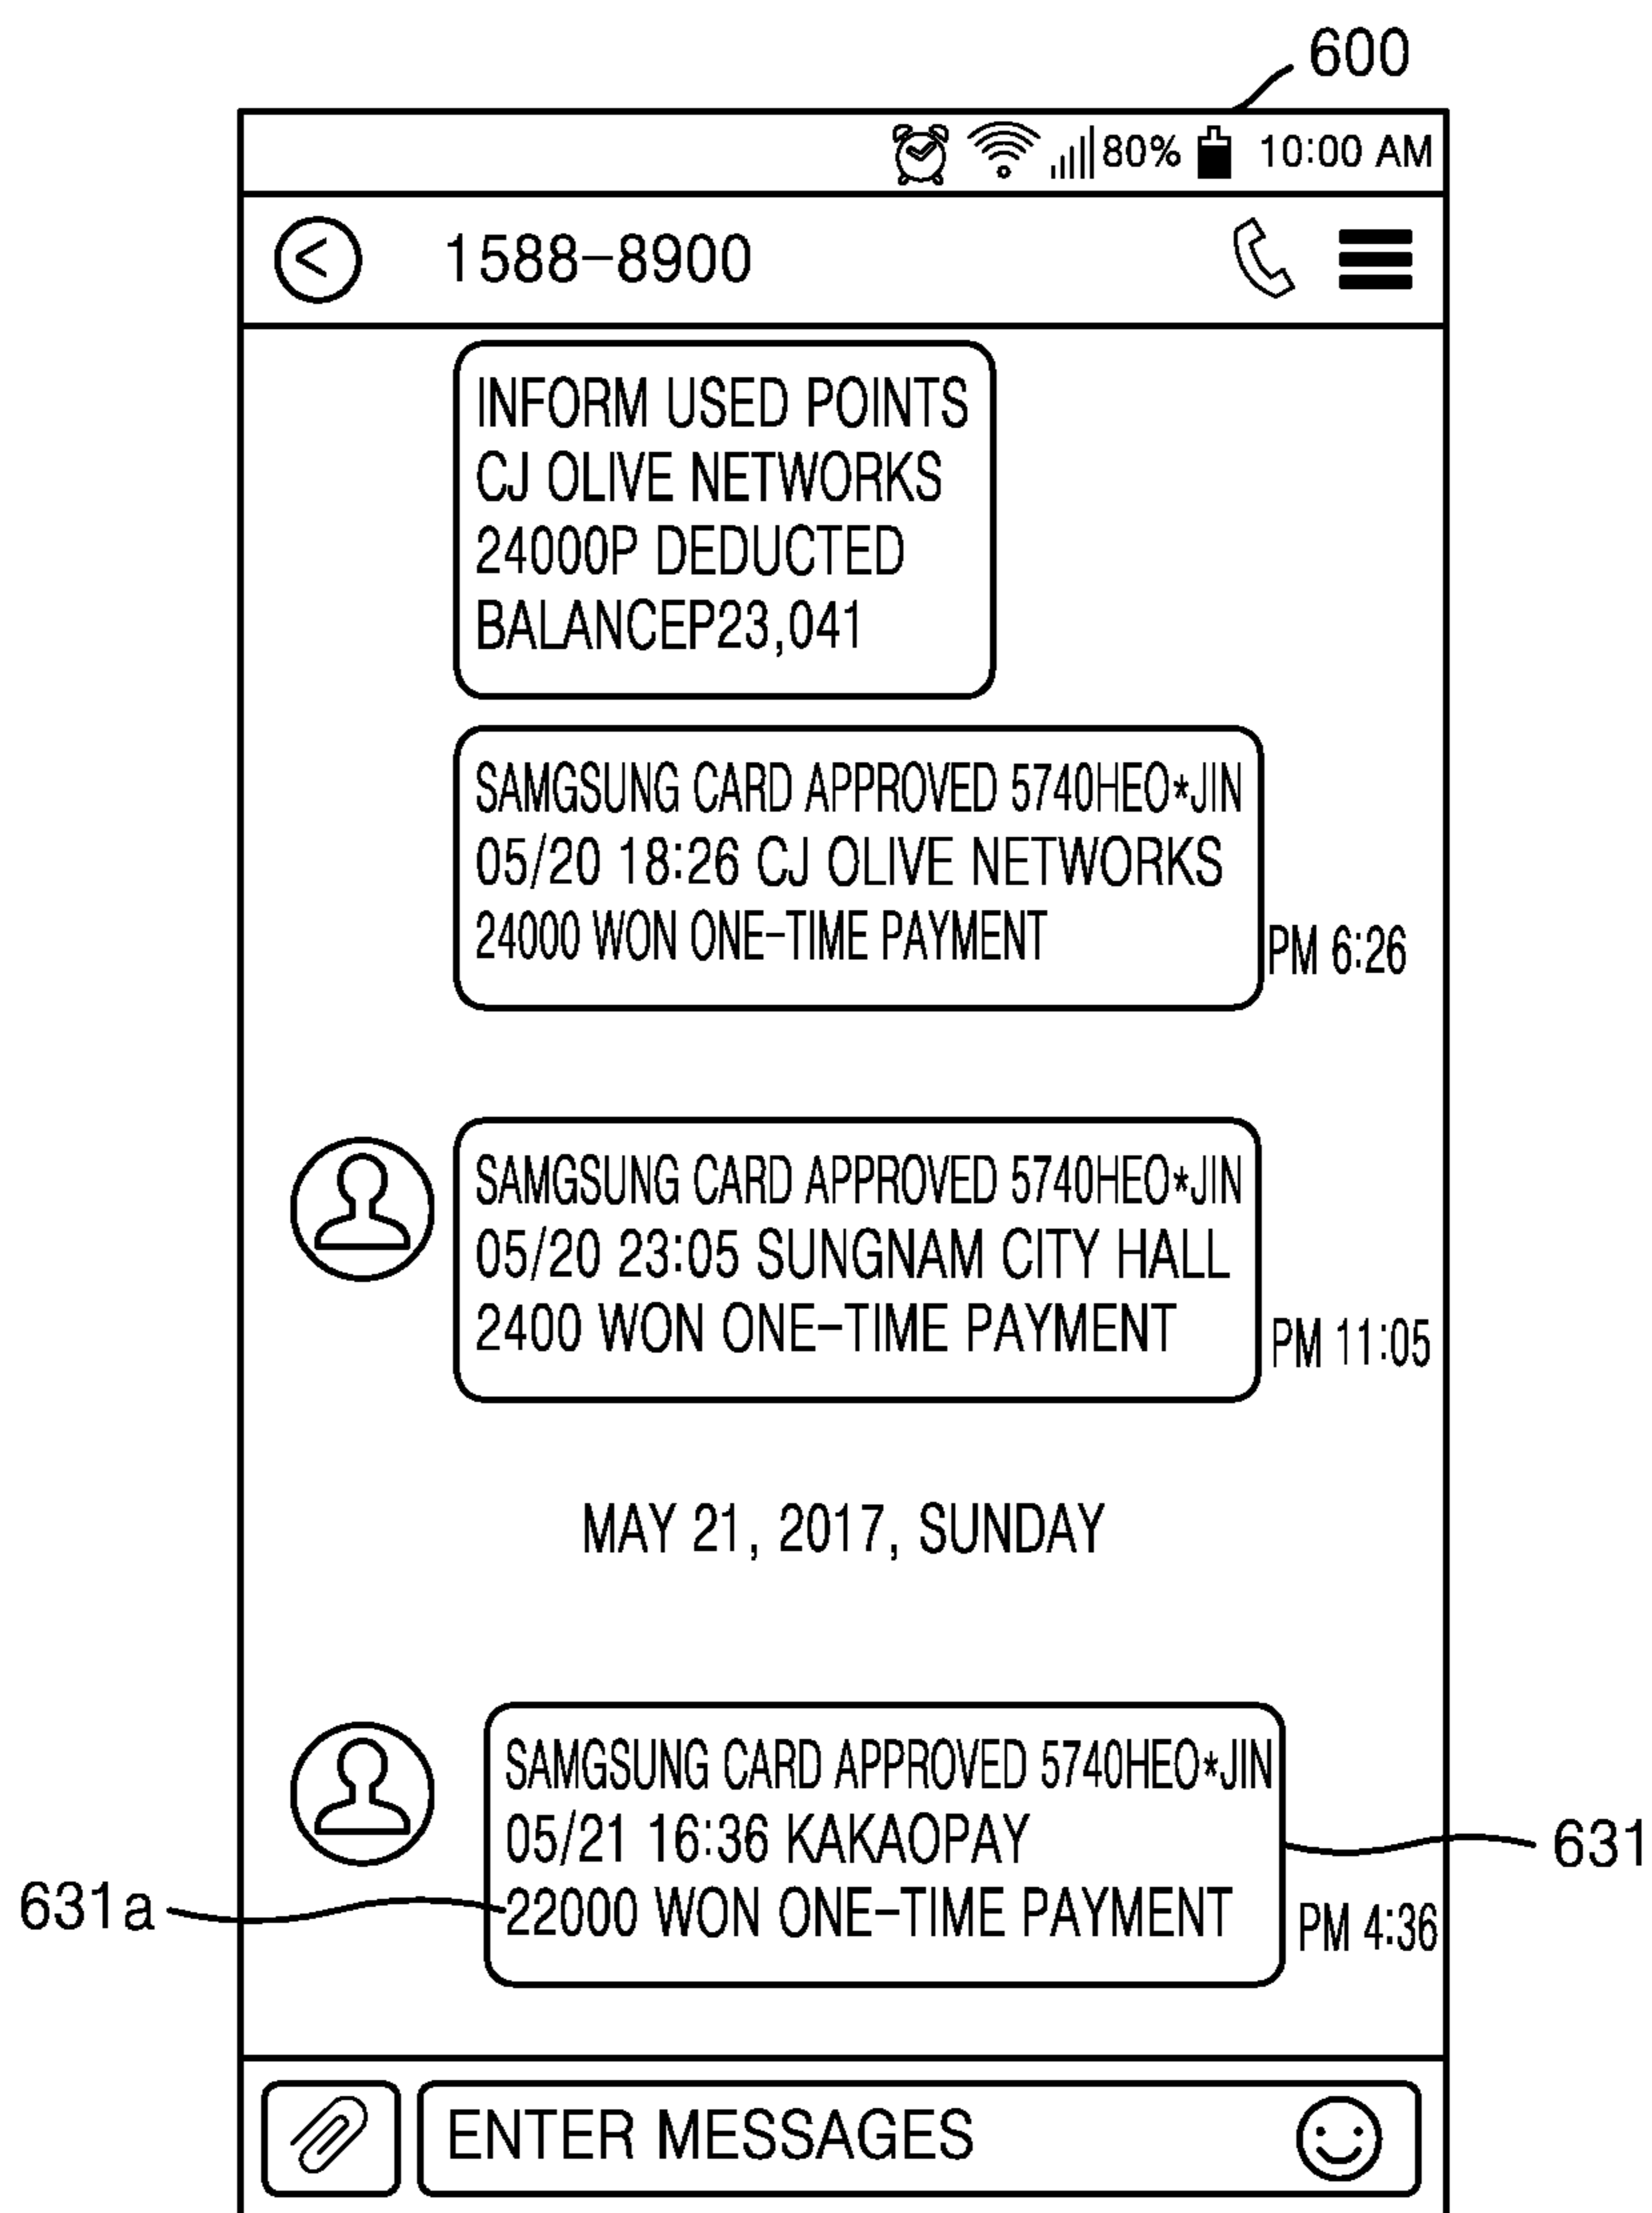 600
80% 10:00 AM
1588-8900
INFORM USED POINTS
CJ OLIVE NETWORKS
24000P DEDUCTED
BALANCEP23,041
SAMGSUNG CARD APPROVED 5740HEO*JIN
05/20 18:26 CJ OLIVE NETWORKS
24000 WON ONE-TIME PAYMENT
PM 6:26
SAMGSUNG CARD APPROVED 5740HEO*JIN
05/20 23:05 SUNGNAM CITY HALL
2400 WON ONE-TIME PAYMENT
PM 11:05
MAY 21, 2017, SUNDAY
SAMGSUNG CARD APPROVED 5740HEO*JIN
05/21 16:36 KAKAOPAY
631
631a
22000 WON ONE-TIME PAYMENT
PM 4:36
ENTER MESSAGES